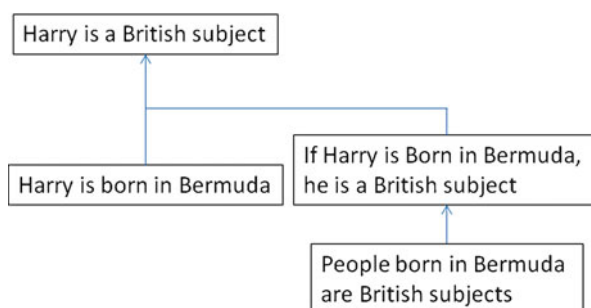 Harry is a British subject
Harry is born in Bermuda
If Harry is Born in Bermuda,
he is a British subject
People born in Bermuda
are British subjects